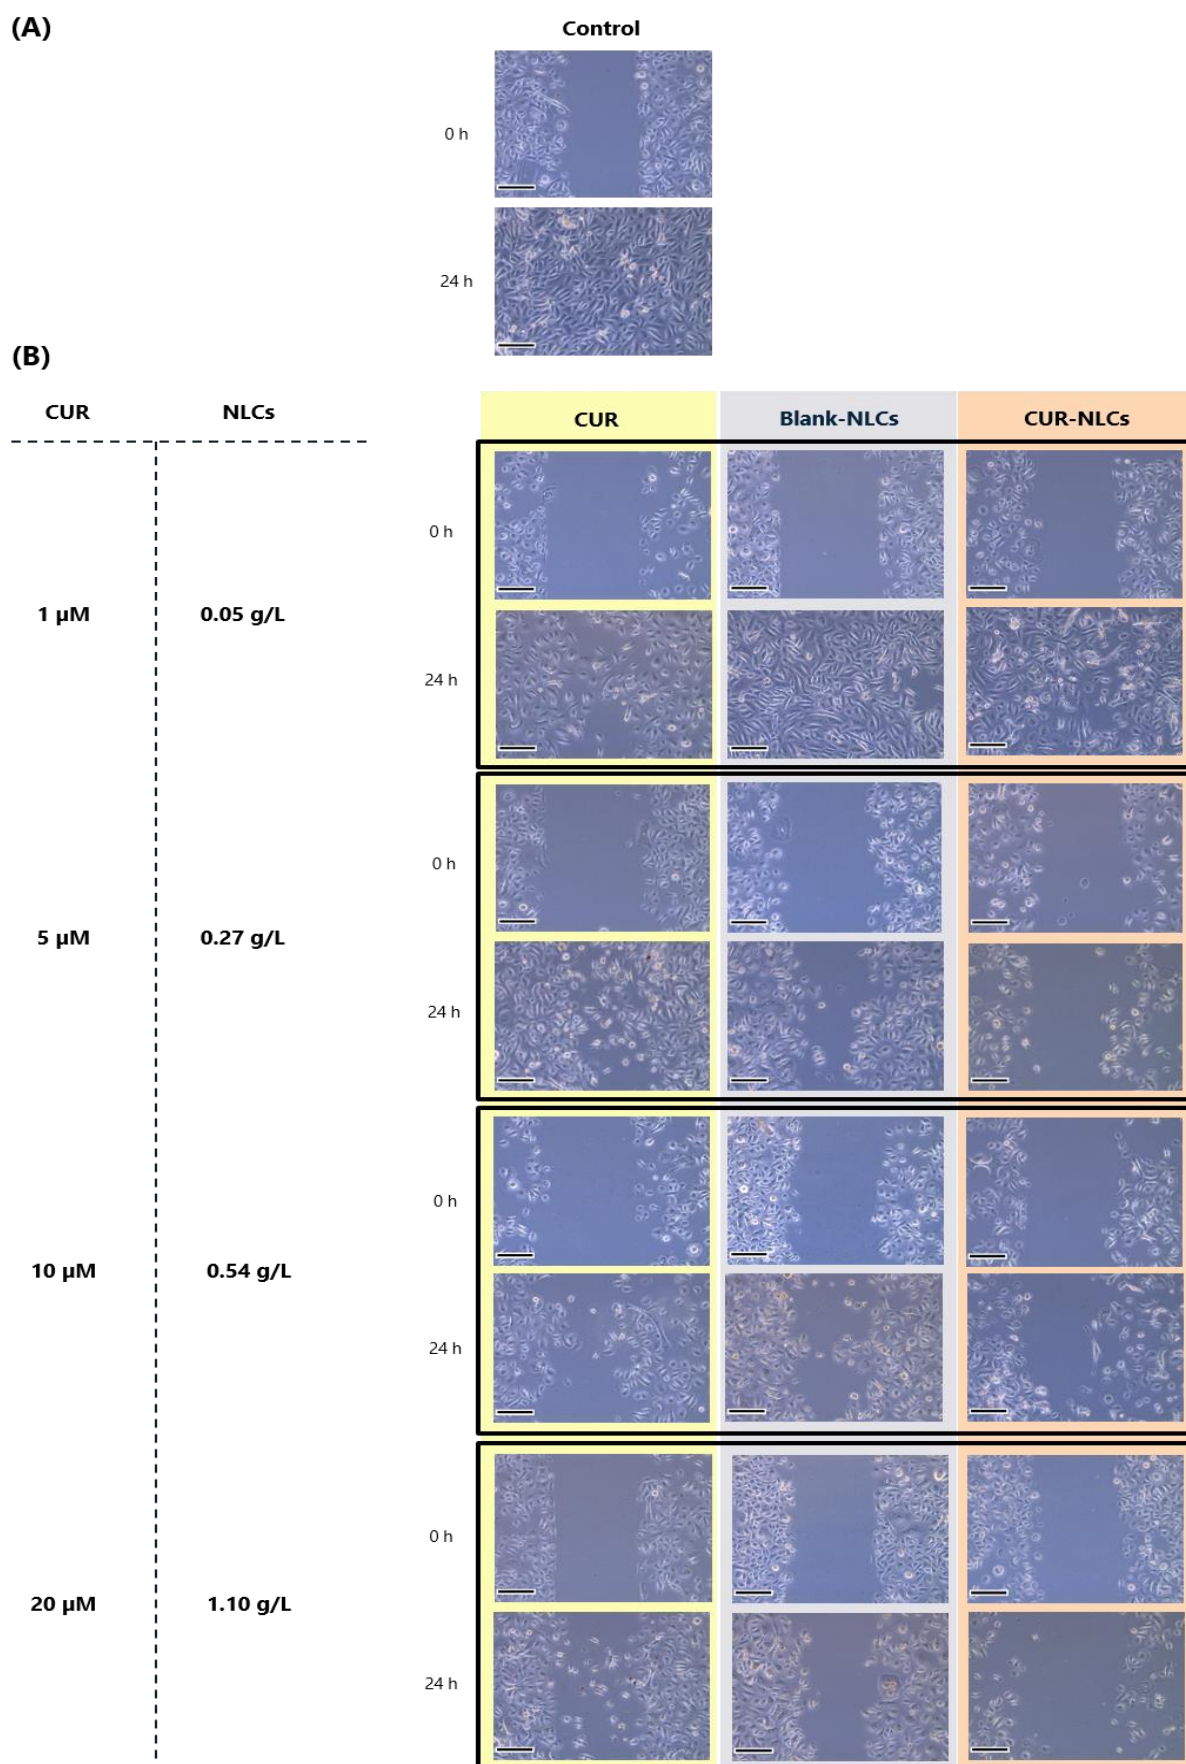 (A)
Control
0 h
24 h
(B)
CUR NLCs
CUR Blank-NLCs CUR-NLCs
0 h
1 µM 0.05 g/L
24 h
0 h
5 µM 0.27 g/L
24 h
0 h
10 µM 0.54 g/L
24 h
0 h
20 µM 1.10 g/L
24 h